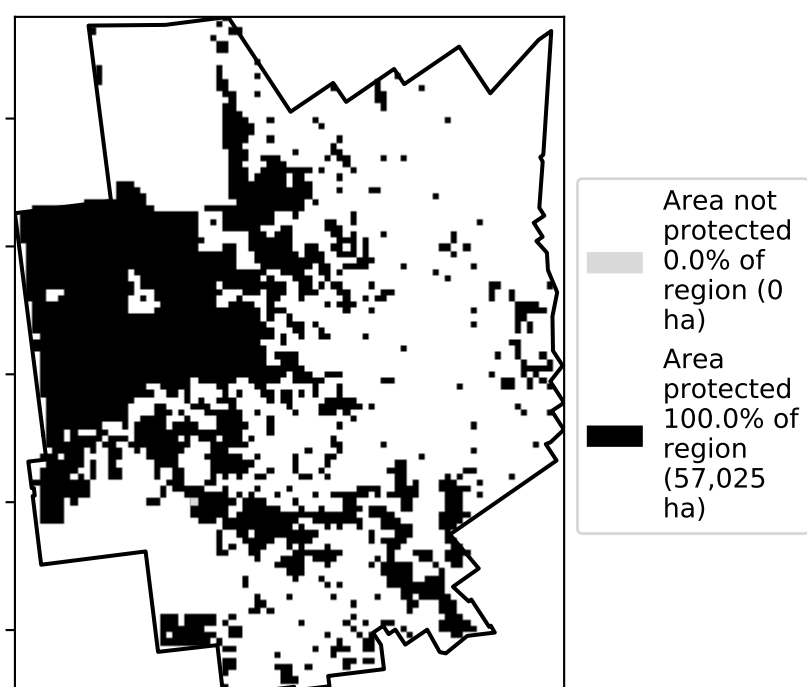 Area not
protected
0.0% of
region (0
ha)
Area
protected
100.0% of
region
(57,025
ha)